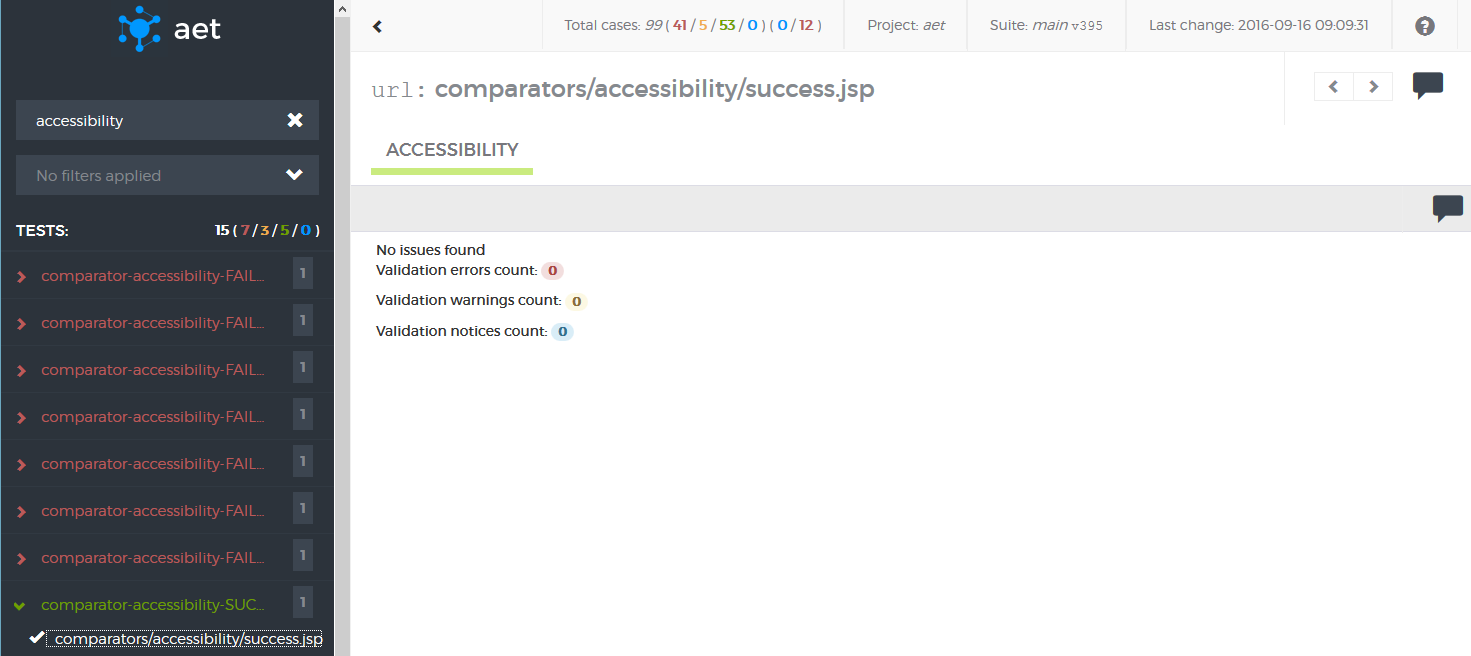 aet
Total cases: 99 ( 41 / 5 / 53 / 0 ) ( 0 / 12 )
Project: aet
Suite: main v395
Last change: 2016-09-16 09:09:31
?
url: comparators/accessibility/success.jsp
accessibility
ACCESSIBILITY
No filters applied
TESTS: 15 ( 7 / 3 / 5 / 0 )
No issues found
Validation errors count: 0
Validation warnings count: 0
Validation notices count: 0
comparator-accessibility-FAIL... 1
comparator-accessibility-FAIL... 1
comparator-accessibility-FAIL... 1
comparator-accessibility-FAIL... 1
comparator-accessibility-FAIL... 1
comparator-accessibility-FAIL... 1
comparator-accessibility-FAIL... 1
comparator-accessibility-SUC... 1
comparators/accessibility/success.jsp